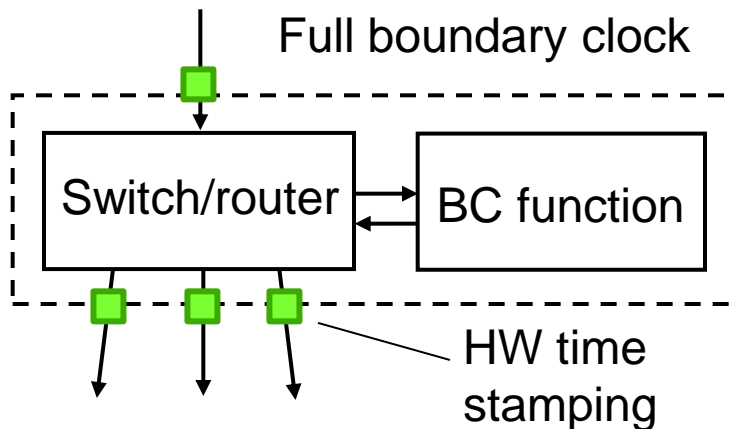 Full boundary clock
Switch/router
BC function
HW time
stamping